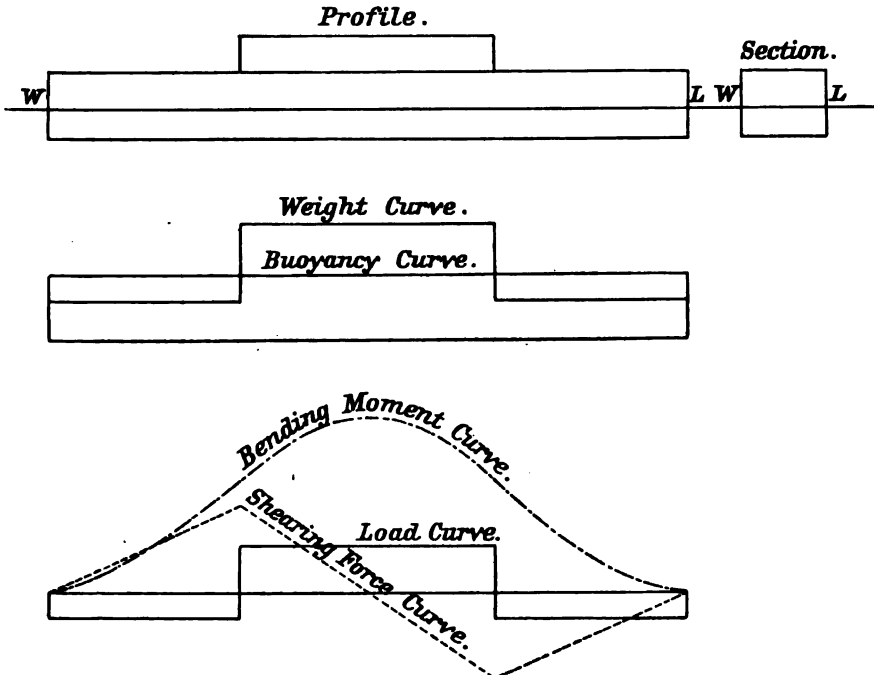 Profile.
Section.
W
L
W
L
Weight Curve.
Buoyancy Curve.
Bending Moment Curve.
Shearing Force Curve.
Load Curve.